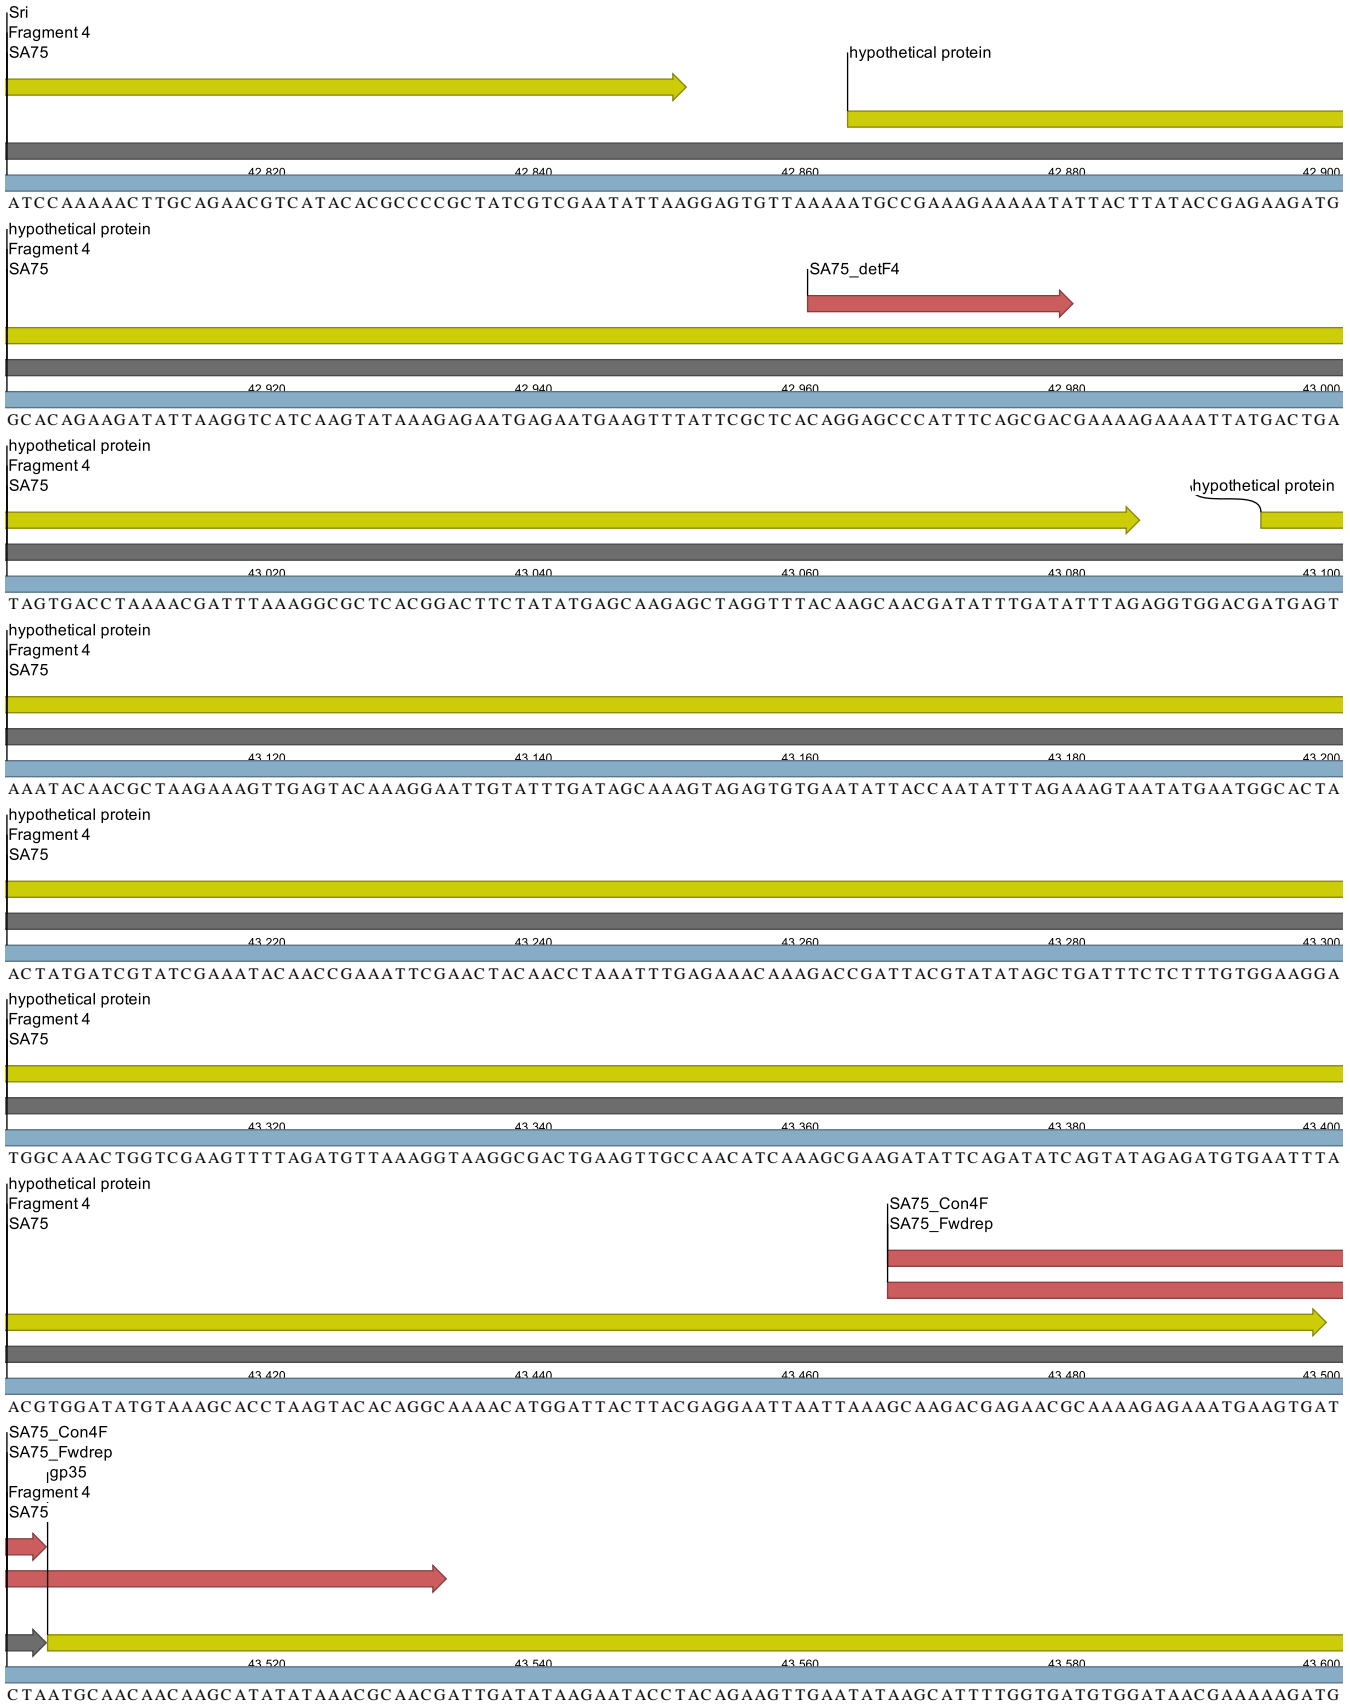 Sri
Fragment 4
SA75
hypothetical protein
42.820 42.840 42.860 42.880 42.900
ATCCAAAAACTTGCAGAACGTCATACACGCCCCGCTATCGTCGAATATTAAGGAGTGTTAAAAATGCCGAAAGAAAAATATTACTTATACCGAGAAGATG
hypothetical protein
Fragment 4
SA75
SA75_detF4
42.920 42.940 42.960 42.980 43.000
GCACAGAAGATATTAAGGTCATCAAGTATAAAGAGAATGAGAATGAAGTTTATTCGCTCACAGGAGCCCATTTCAGCGACGAAAAGAAAATTATGACTGA
hypothetical protein
Fragment 4
SA75
hypothetical protein
43.020 43.040 43.060 43.080 43.100
TAGTGACCTAAAACGATTTAAAGGCGCTCACGGACTTCTATATGAGCAAGAGCTAGGTTTACAAGCAACGATATTTGATATTTAGAGGTGGACGATGAGT
hypothetical protein
Fragment 4
SA75
43.120 43.140 43.160 43.180 43.200
AAATACAACGCTAAGAAAGTTGAGTACAAAGGAATTGTATTTGATAGCAAAGTAGAGTGTGAATATTACCAATATTTAGAAAGTAATATGAATGGCACTA
hypothetical protein
Fragment 4
SA75
43.220 43.240 43.260 43.280 43.300
ACTATGATCGTATCGAAATACAACCGAAATTCGAACTACAACCTAAATTTGAGAAACAAAGACCGATTACGTATATAGCTGATTTCTCTTTGTGGAAGGA
hypothetical protein
Fragment 4
SA75
43.320 43.340 43.360 43.380 43.400
TGGCAAACTGGTCGAAGTTTTAGATGTTAAAGGTAAGGCGACTGAAGTTGCCAACATCAAAGCGAAGATATTCAGATATCAGTATAGAGATGTGAATTTA
hypothetical protein
Fragment 4
SA75
SA75_Con4F
SA75_Fwdrep
43.420 43.440 43.460 43.480 43.500
ACGTGGATATGTAAAGCACCTAAGTACACAGGCAAAACATGGATTACTTACGAGGAATTAATTAAAGCAAGACGAGAACGCAAAAGAGAAATGAAGTGAT
SA75_Con4F
SA75_Fwdrep
gp35
Fragment 4
SA75
43.520 43.540 43.560 43.580 43.600
CTAATGCAACAACAAGCATATATAAACGCAACGATTGATATAAGAATACCTACAGAAGTTGAATATAAGCATTTTGGTGATGTGGATAACGAAAAAGATG